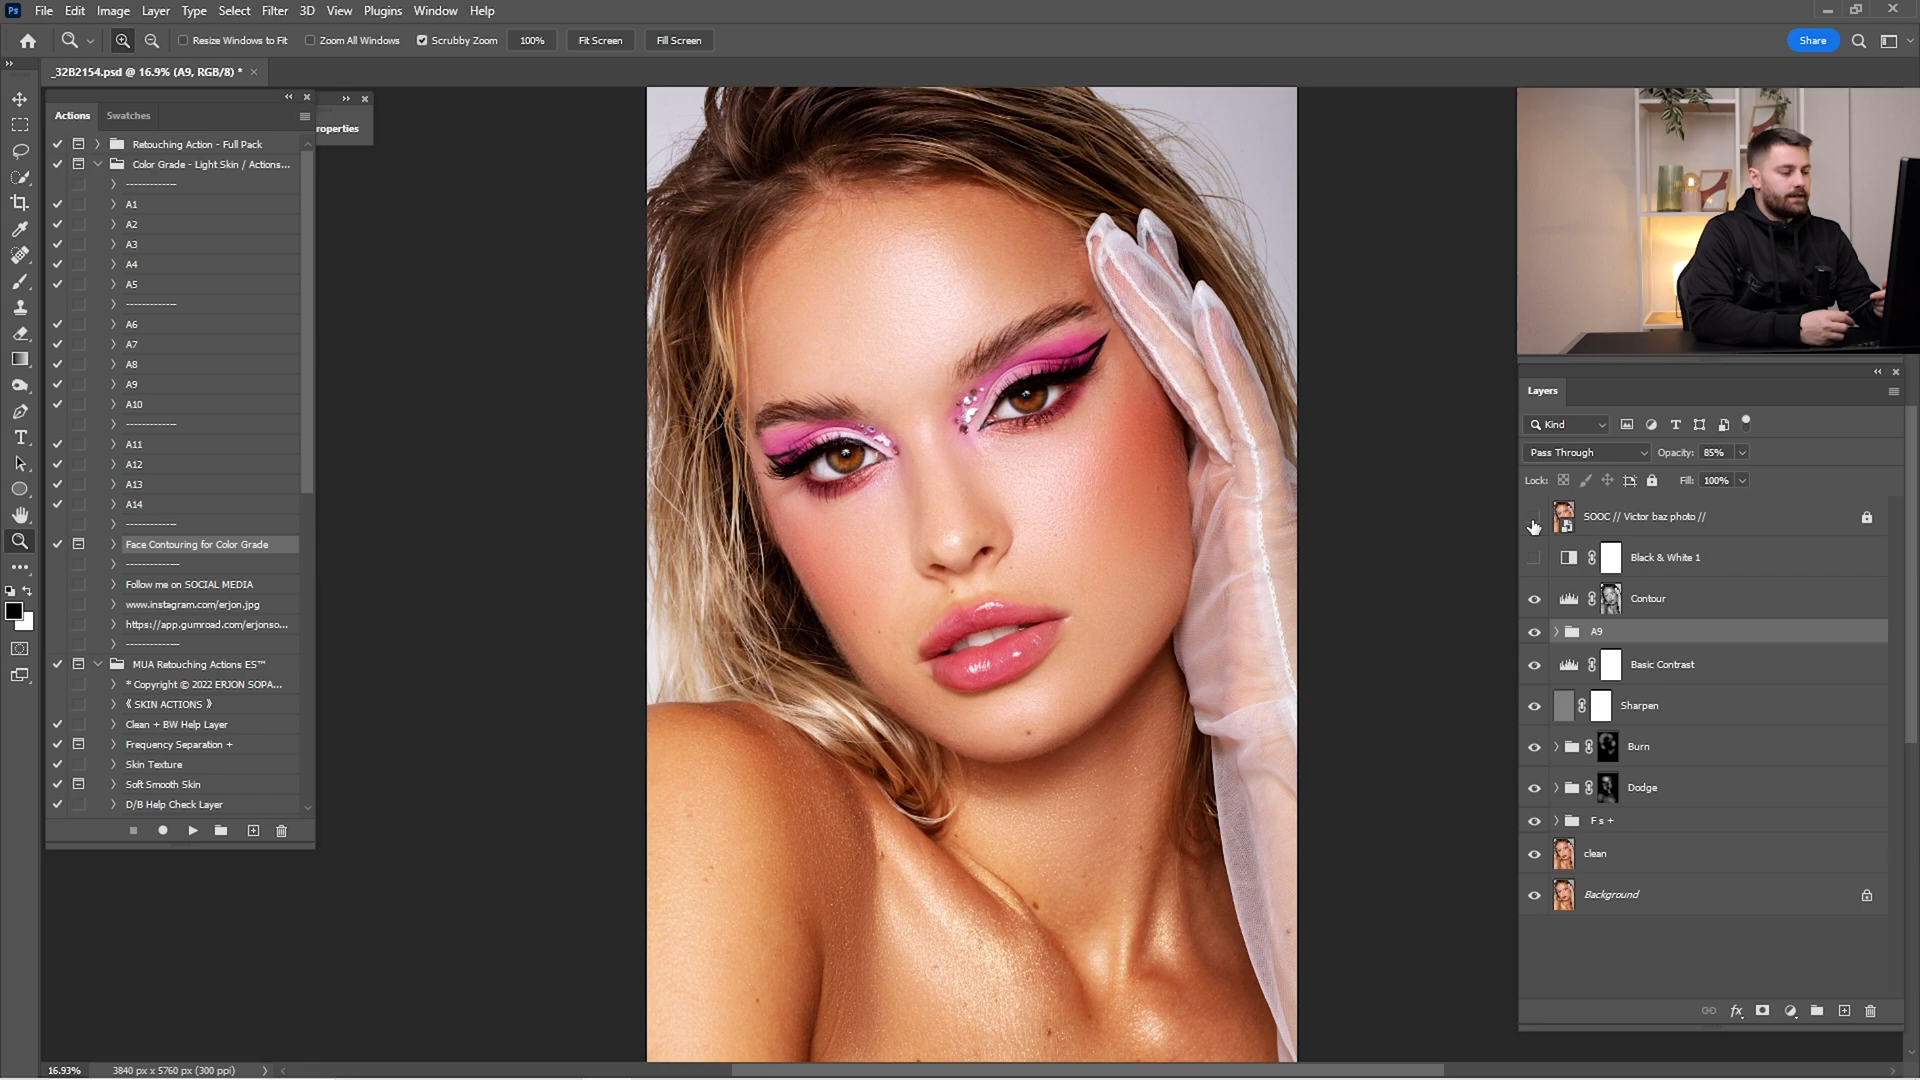 Ps File Edit Image Layer Type Select Filter 3D View Plugins Window Help
Resize Windows to Fit Zoom All Windows Scrubby Zoom 100% Fit Screen Fill Screen Share
_32B2154.psd @ 16.9% (A9, RGB/8) *
Actions Swatches
roperties
Retouching Action - Full Pack
Color Grade - Light Skin / Actions...
-------------
A1
A2
A3
A4
A5
-------------
A6
A7
A8
A9
A10
-------------
A11
A12
A13
A14
-------------
Face Contouring for Color Grade
-------------
Follow me on SOCIAL MEDIA
www.instagram.com/erjon.jpg
https://app.gumroad.com/erjonso...
-------------
MUA Retouching Actions ES™
* Copyright © 2022 ERJON SOPA...
《 SKIN ACTIONS 》
Clean + BW Help Layer
Frequency Separation +
Skin Texture
Soft Smooth Skin
D/B Help Check Layer
Layers
Kind
Pass Through Opacity: 85%
Lock: Fill: 100%
SOOC // Victor baz photo //
Black & White 1
Contour
A9
Basic Contrast
Sharpen
Burn
Dodge
F s +
clean
Background
fx
16.93% 3840 px x 5760 px (300 ppi)